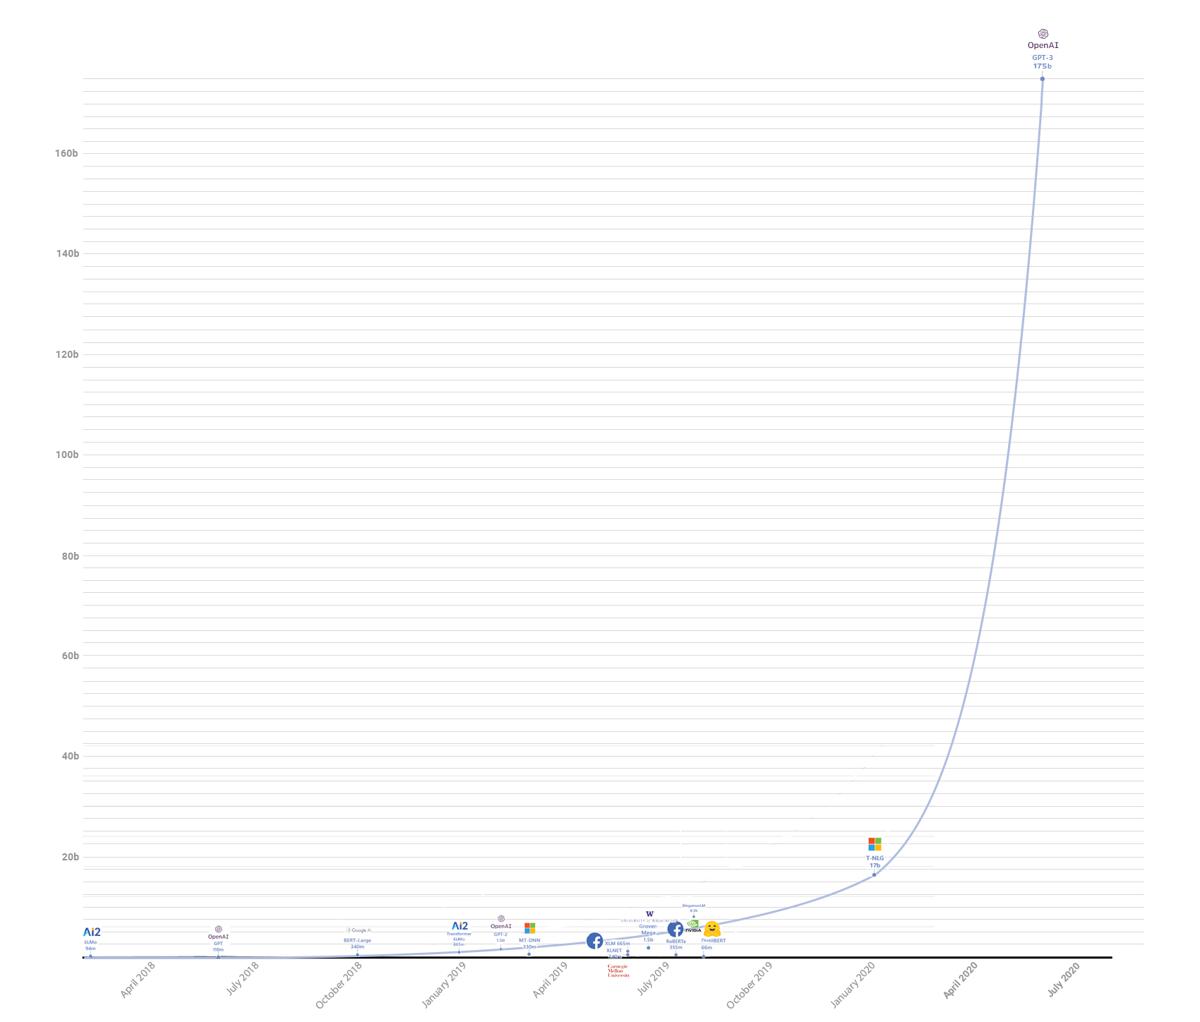 OpenAI
GPT-3
175b
160b
140b
120b
100b
80b
60b
40b
20b
T-NLG
17b
MegatronLM
8.3b
W
OpenAI
Ai2
ELMo
94m
OpenAI
GPT
110m
Google AI
BERT-Large
340m
Ai2
Transformer
ELMo
465m
GPT-2
1.5b
MT-DNN
330m
XLM 665m
XLNET
340m
Grover-
Mega
1.5b
NVIDIA
RoBERTa
355m
DistilBERT
66m
Carnegie
Mellon
University
April 2018
July 2018
October 2018
January 2019
April 2019
July 2019
October 2019
January 2020
April 2020
July 2020